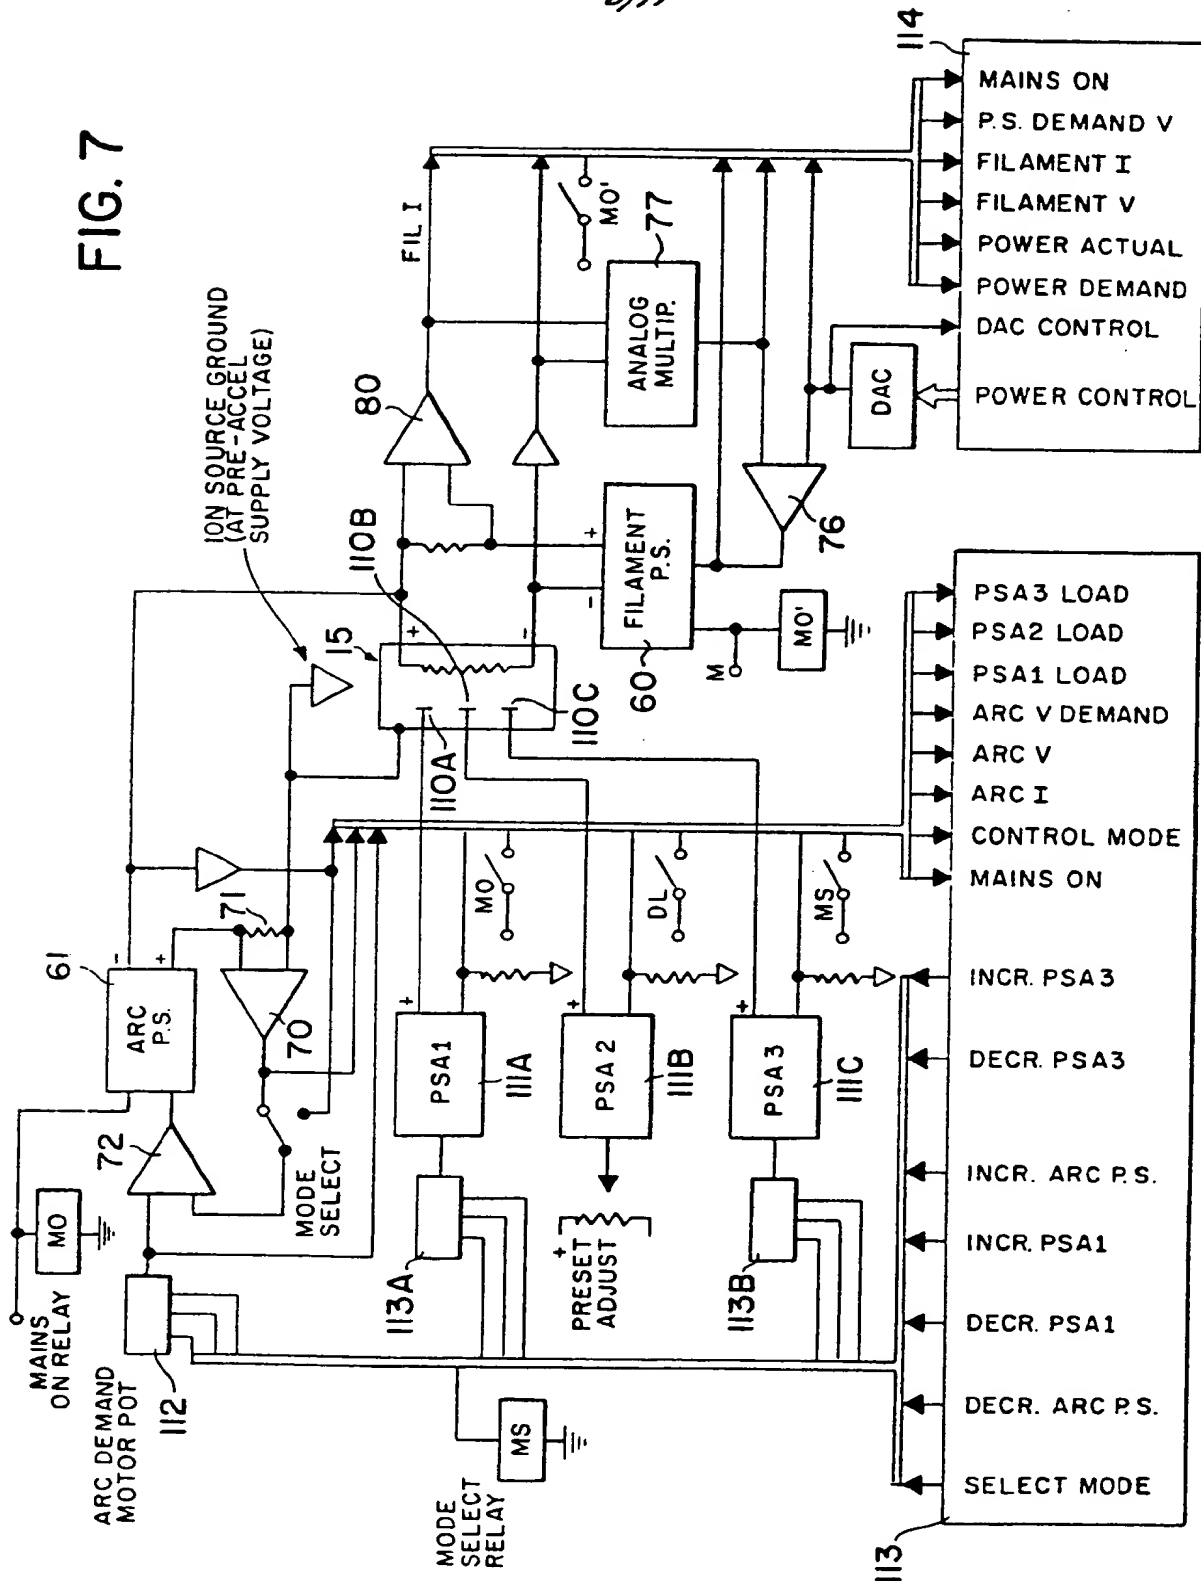 FIG. 7
114
MAINS ON
P.S. DEMAND V
FILAMENT I
FILAMENT V
POWER ACTUAL
POWER DEMAND
DAC CONTROL
POWER CONTROL
DAC
FIL I
MO'
77
ANALOG
MULTIP.
80
76
ION SOURCE GROUND
(AT PRE-ACCEL
SUPPLY VOLTAGE)
110B
15
+
-
+
-
FILAMENT
P.S.
60
M
MO'
110A
110C
61
-
+
ARC
P.S.
71
70
72
MODE
SELECT
MO
MAINS
ON RELAY
ARC DEMAND
MOTOR POT
112
MO
DL
MS
+
PSA1
111A
+
PSA 2
111B
+
PSA 3
111C
113A
+
PRESET
ADJUST
113B
MS
MODE
SELECT
RELAY
PSA3 LOAD
PSA2 LOAD
PSA1 LOAD
ARC V DEMAND
ARC V
ARC I
CONTROL MODE
MAINS ON
INCR. PSA3
DECR. PSA3
INCR. ARC P.S.
INCR. PSA1
DECR. PSA1
DECR. ARC P.S.
SELECT MODE
113